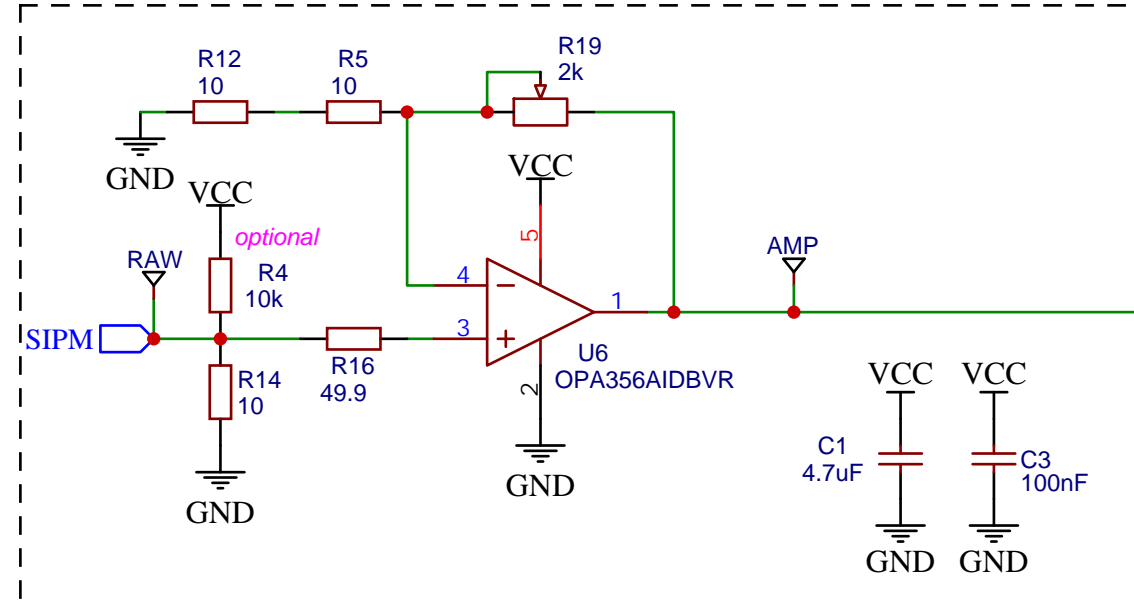 R12
10
R5
10
R19
2k
GND
VCC
VCC
optional
RAW
R4
10k
5
4
AMP
1
3
SIPM
R16
49.9
U6
OPA356AIDBVR
2
R14
10
VCC
VCC
C1
4.7uF
C3
100nF
GND
GND
GND
GND